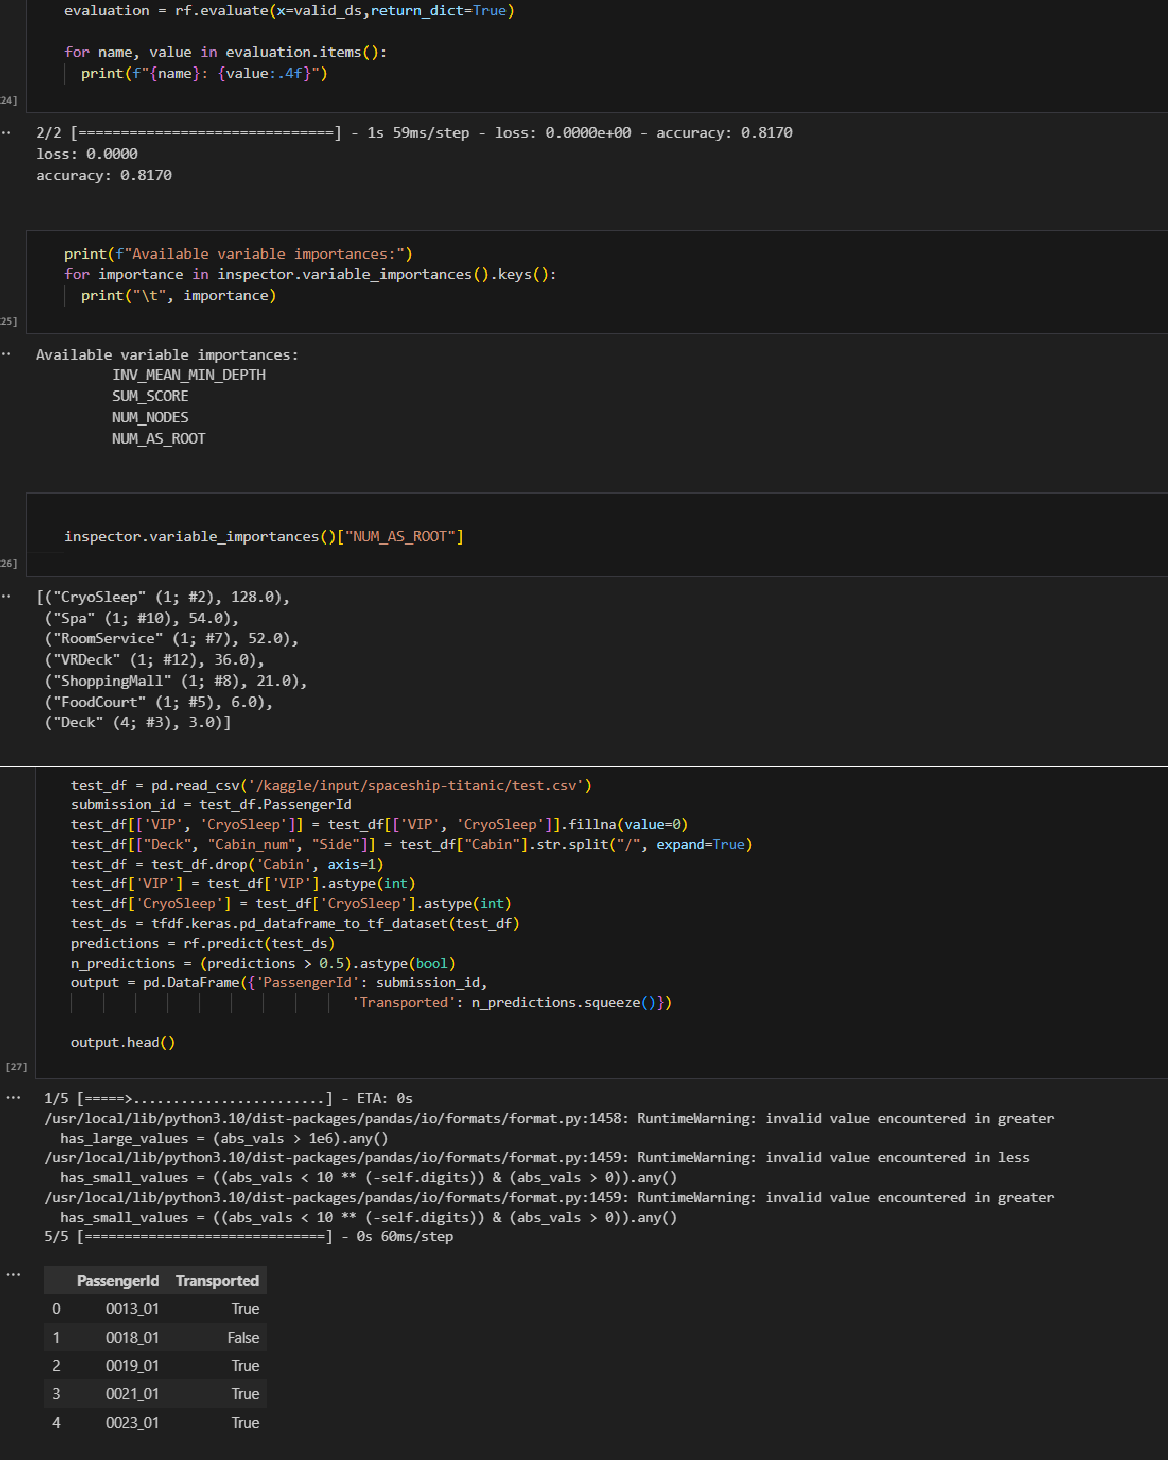 evaluation = rf.evaluate(x=valid_ds,return_dict=True)
for name, value in evaluation.items():
print(f"{name}: {value:.4f}")
24]
2/2 [==============================] - 1s 59ms/step - loss: 0.0000e+00 - accuracy: 0.8170
loss: 0.0000
accuracy: 0.8170
print(f"Available variable importances:")
for importance in inspector.variable_importances().keys():
print("\t", importance)
25]
Available variable importances:
INV_MEAN_MIN_DEPTH
SUM_SCORE
NUM_NODES
NUM_AS_ROOT
inspector.variable_importances()["NUM_AS_ROOT"]
26]
[("CryoSleep" (1; #2), 128.0),
("Spa" (1; #10), 54.0),
("RoomService" (1; #7), 52.0),
("VRDeck" (1; #12), 36.0),
("ShoppingMall" (1; #8), 21.0),
("FoodCourt" (1; #5), 6.0),
("Deck" (4; #3), 3.0)]
test_df = pd.read_csv('/kaggle/input/spaceship-titanic/test.csv')
submission_id = test_df.PassengerId
test_df[['VIP', 'CryoSleep']] = test_df[['VIP', 'CryoSleep']].fillna(value=0)
test_df[["Deck", "Cabin_num", "Side"]] = test_df["Cabin"].str.split("/", expand=True)
test_df = test_df.drop('Cabin', axis=1)
test_df['VIP'] = test_df['VIP'].astype(int)
test_df['CryoSleep'] = test_df['CryoSleep'].astype(int)
test_ds = tfdf.keras.pd_dataframe_to_tf_dataset(test_df)
predictions = rf.predict(test_ds)
n_predictions = (predictions > 0.5).astype(bool)
output = pd.DataFrame({'PassengerId': submission_id,
'Transported': n_predictions.squeeze()})
output.head()
[27]
1/5 [=====>........................] - ETA: 0s
/usr/local/lib/python3.10/dist-packages/pandas/io/formats/format.py:1458: RuntimeWarning: invalid value encountered in greater
has_large_values = (abs_vals > 1e6).any()
/usr/local/lib/python3.10/dist-packages/pandas/io/formats/format.py:1459: RuntimeWarning: invalid value encountered in less
has_small_values = ((abs_vals < 10 ** (-self.digits)) & (abs_vals > 0)).any()
/usr/local/lib/python3.10/dist-packages/pandas/io/formats/format.py:1459: RuntimeWarning: invalid value encountered in greater
has_small_values = ((abs_vals < 10 ** (-self.digits)) & (abs_vals > 0)).any()
5/5 [==============================] - 0s 60ms/step
PassengerId Transported
0 0013_01 True
1 0018_01 False
2 0019_01 True
3 0021_01 True
4 0023_01 True